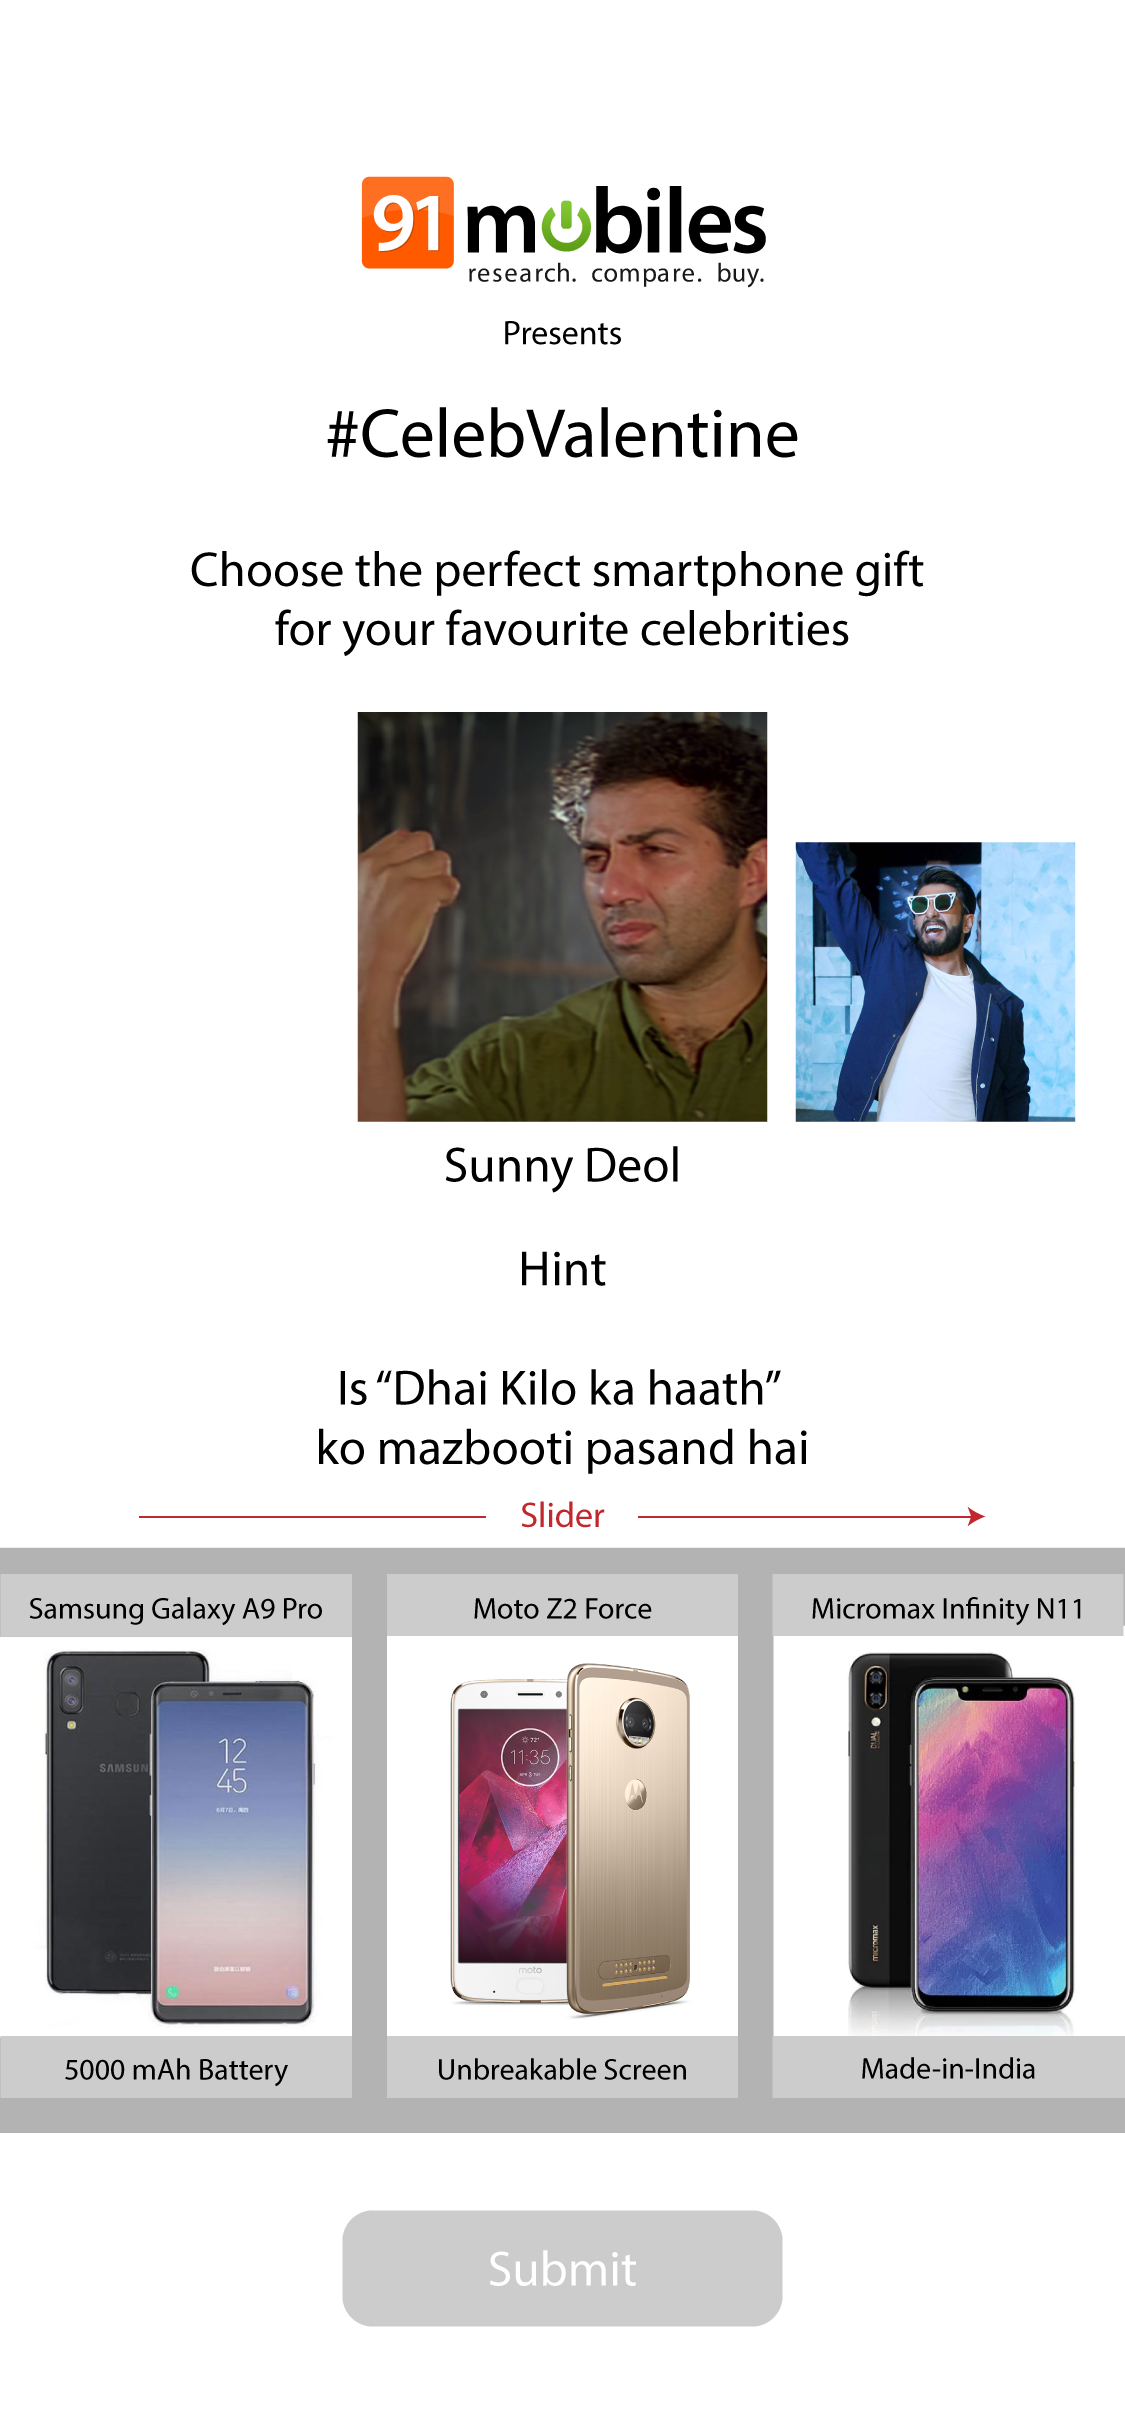 91mobiles
research. compare. buy.
Presents
#CelebValentine
Choose the perfect smartphone gift
for your favourite celebrities
Sunny Deol
Hint
Is “Dhai Kilo ka haath”
ko mazbooti pasand hai
Slider
Samsung Galaxy A9 Pro
Moto Z2 Force
Micromax Infinity N11
SAMSUN
12
45
72°
11:35
moto
DUAL
micromax
5000 mAh Battery
Unbreakable Screen
Made-in-India
Submit